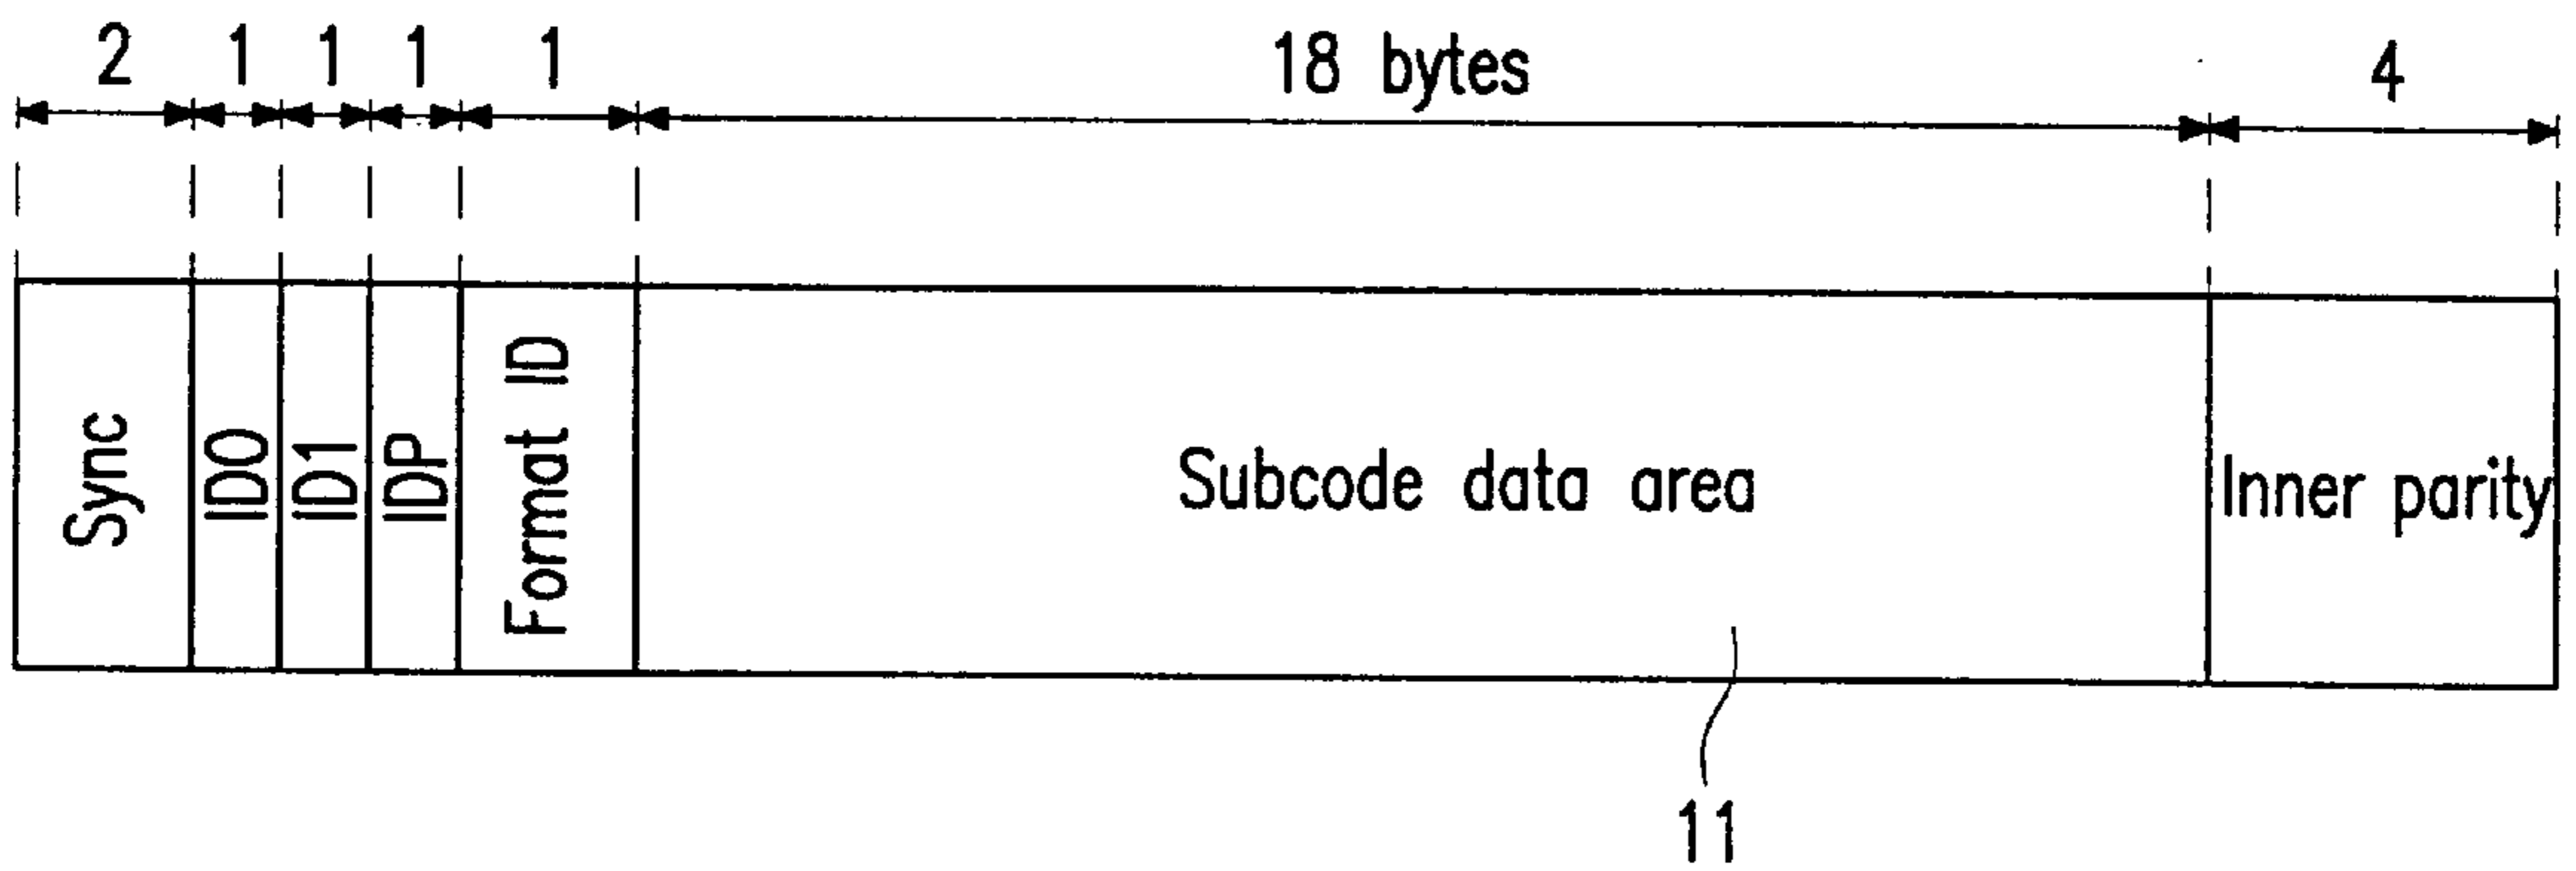 2 1 1 1 1 18 bytes 4
Sync
ID0
ID1
IDP
Format ID
Subcode data area
Inner parity
11